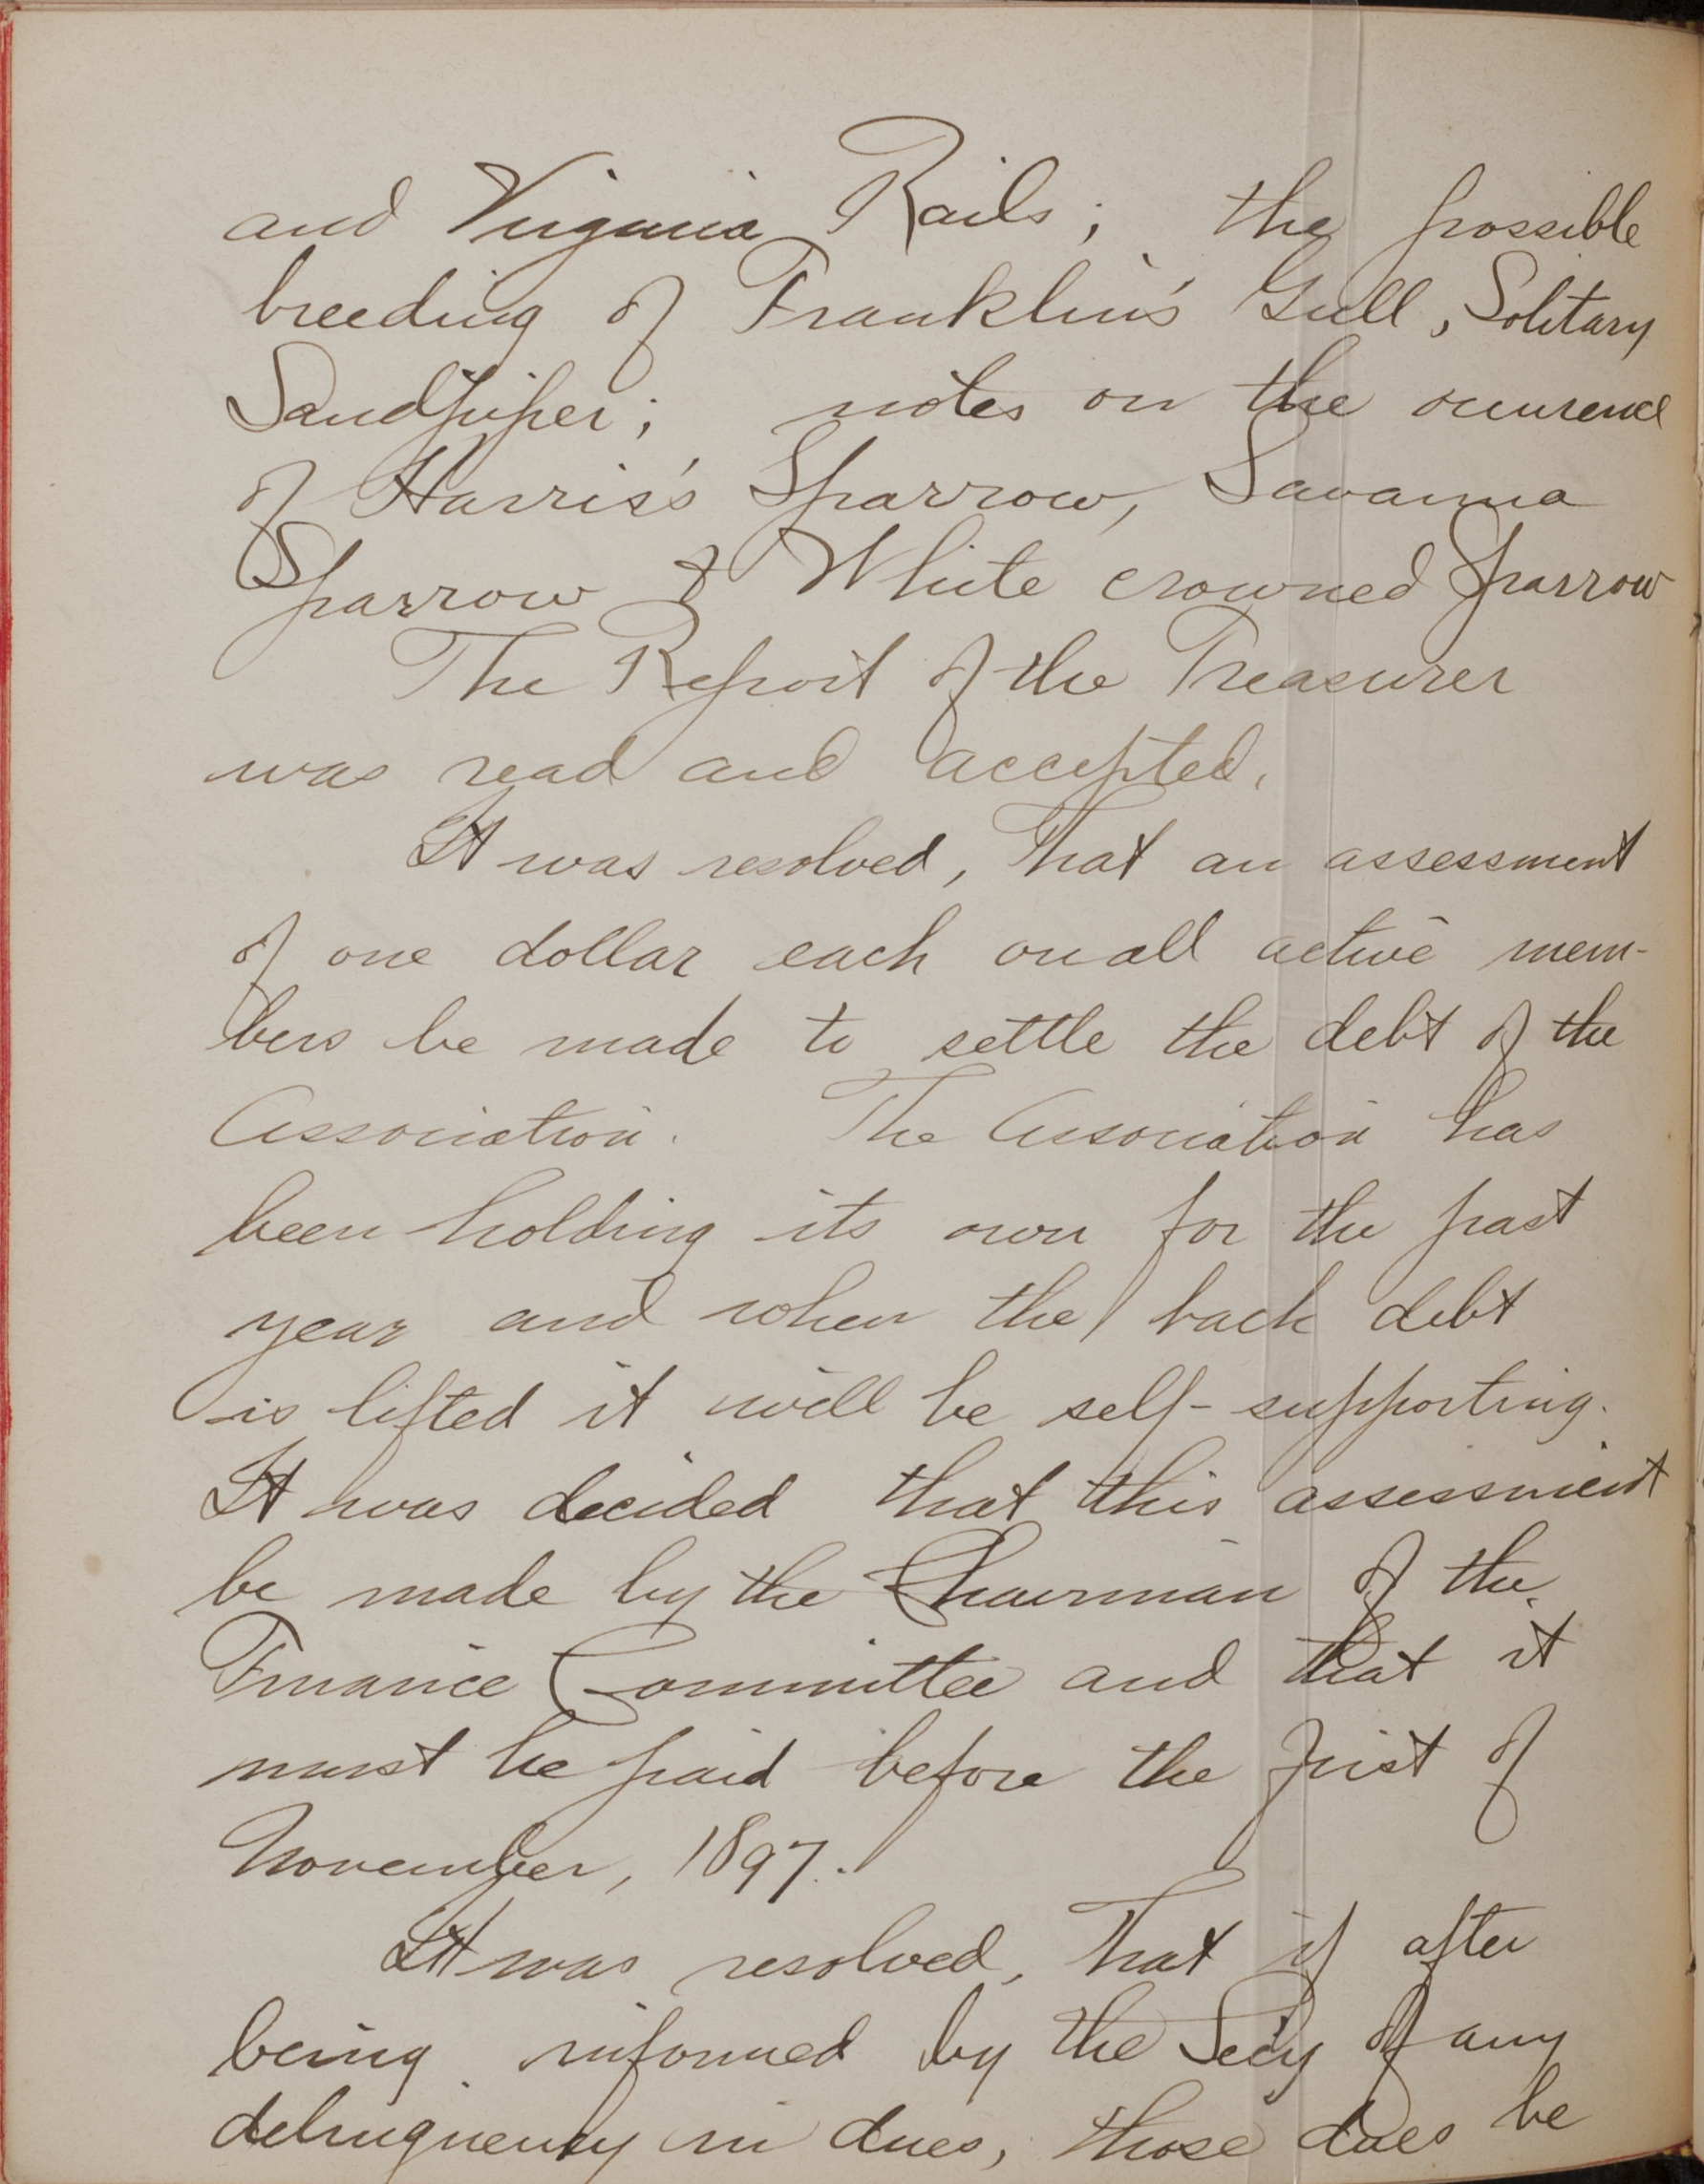 and Virginia Rails; the possible
breeding of Franklin's Gull, Solitary
Sandpiper; notes on the occurence
of Harris's Sparrow, Savanna
Sparrow & White crowned Sparrow
The Report of the Treasurer
was read and accepted.
It was resolved, That an assessment
of one dollar each on all active mem-
bers be made to settle the debt of the
Association. The Association has
been holding its own for the past
year and when the back debt
is lifted it will be self-supporting.
It was decided that this assessment
be made by the Chairman of the
Finance Committee and that it
must be paid before the first of
November, 1897.
It was resolved, That if after
being informed by the Secy of any
delinquency in dues, those dues be